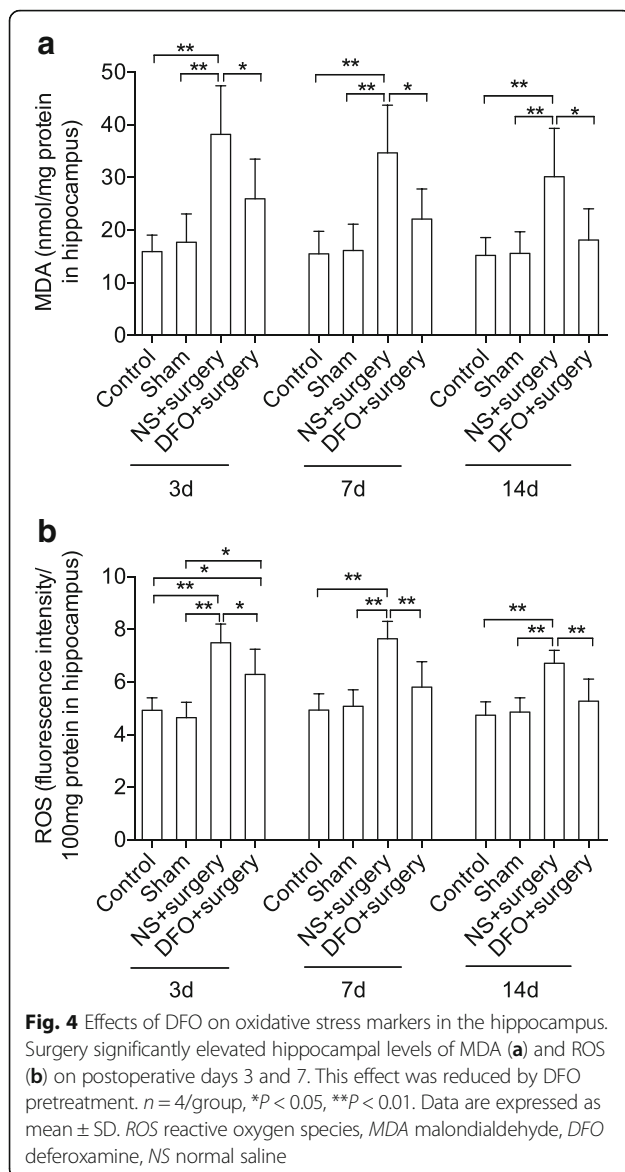 a
** 
** *
**
** *
**
** *
50
40
30
20
10
0
MDA (nmol/mg protein
in hippocampus)
Control
Sham
NS+surgery
DFO+surgery
Control
Sham
NS+surgery
DFO+surgery
Control
Sham
NS+surgery
DFO+surgery
3d
7d
14d
b
*
*
**
** *
**
** **
**
** **
10
8
6
4
2
0
ROS (fluorescence intensity/
100mg protein in hippocampus)
Control
Sham
NS+surgery
DFO+surgery
Control
Sham
NS+surgery
DFO+surgery
Control
Sham
NS+surgery
DFO+surgery
3d
7d
14d
Fig. 4 Effects of DFO on oxidative stress markers in the hippocampus.
Surgery significantly elevated hippocampal levels of MDA (a) and ROS
(b) on postoperative days 3 and 7. This effect was reduced by DFO
pretreatment. n = 4/group, *P < 0.05, **P < 0.01. Data are expressed as
mean ± SD. ROS reactive oxygen species, MDA malondialdehyde, DFO
deferoxamine, NS normal saline